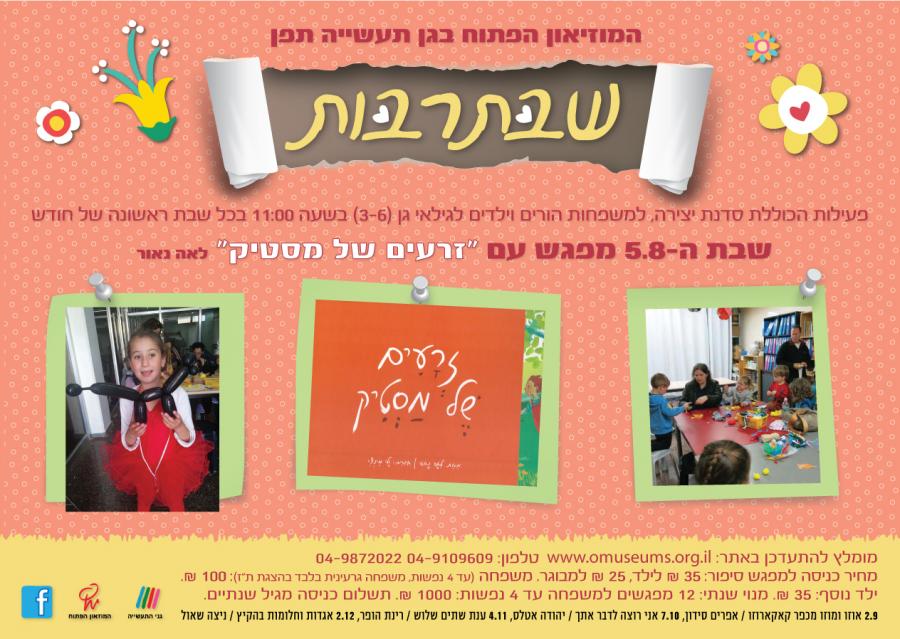 המוזיאון הפתוח בגן תעשייה תפן
שבתרבות
פעילות הכוללת סדנת יצירה, למשפחות הורים וילדים לגילאי גן (3-6) בשעה 11:00 בכל שבת ראשונה של חודש
שבת ה-5.8 מפגש עם "זרעים של מסטיק" לאה נאור
זְרָעִים
שֶׁל מַסְטִיק
מומלץ להתעדכן באתר: www.omuseums.org.il טלפון: 04-9109609 04-9872022
מחיר כניסה למפגש סיפור: 35 ₪ לילד, 25 ₪ למבוגר. משפחה (עד 4 נפשות, משפחה גרעינית בלבד בהצגת ת"ז): 100 ₪.
ילד נוסף: 35 ₪. מנוי שנתי: 12 מפגשים למשפחה עד 4 נפשות: 1000 ₪. תשלום כניסה מגיל שנתיים.
2.9 אוזו ומוזו מכפר קאקארוזו / אפרים סידון, 7.10 אני רוצה לדבר אתך / יהודה אטלס, 4.11 ענת שתים שלוש / רינת הופר, 2.12 אגדות וחלומות בהקיץ / ניצה שאול
גני התעשייה
המוזאון הפתוח
f